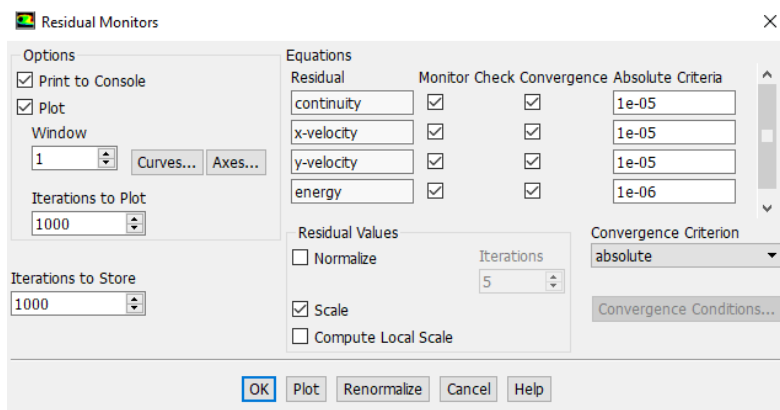 Residual Monitors
Options
Print to Console
Plot
Window
1
Curves... Axes...
Iterations to Plot
1000
Iterations to Store
1000
Equations
Residual Monitor Check Convergence Absolute Criteria
continuity 1e-05
x-velocity 1e-05
y-velocity 1e-05
energy 1e-06
Residual Values
Normalize
Iterations
5
Scale
Compute Local Scale
Convergence Criterion
absolute
Convergence Conditions...
OK Plot Renormalize Cancel Help